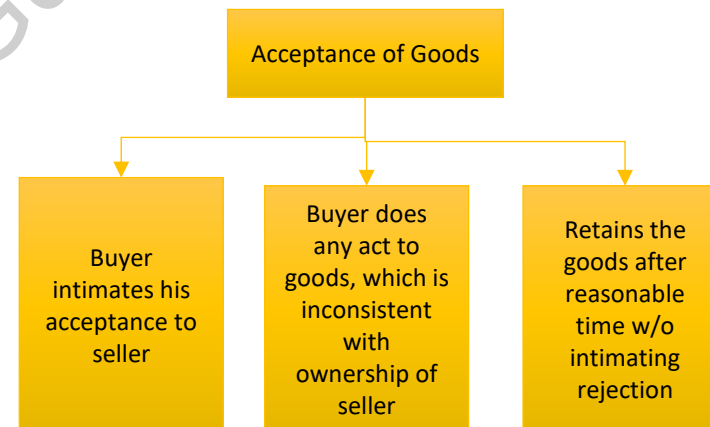 Acceptance of Goods
Buyer
intimates his
acceptance to
seller
Buyer does
any act to
goods, which is
inconsistent
with
ownership of
seller
Retains the
goods after
reasonable
time w/o
intimating
rejection